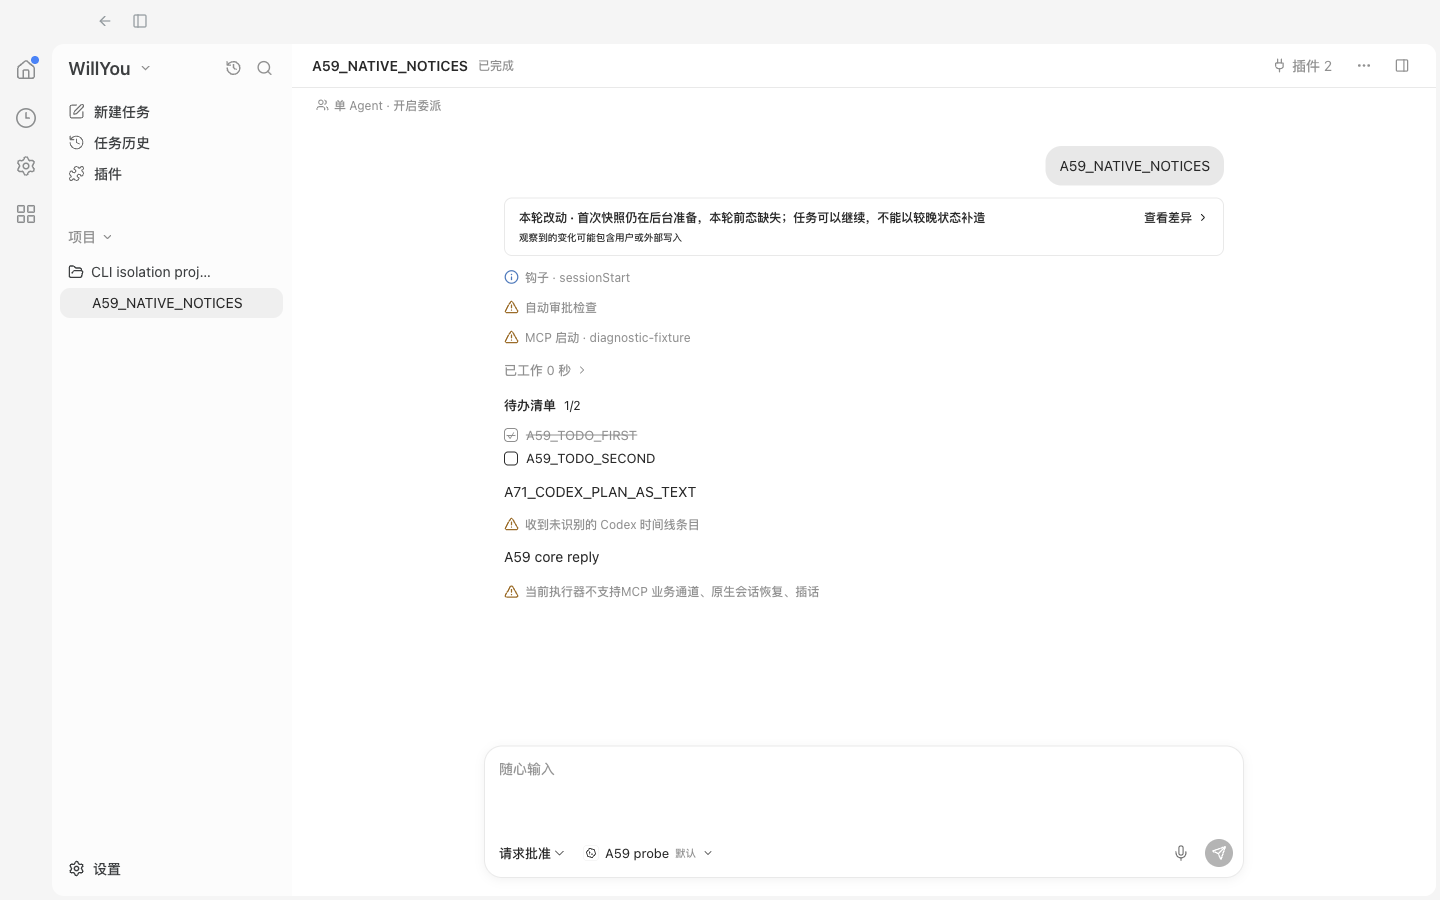 WillYou
新建任务
任务历史
插件
项目
CLI isolation proj...
A59_NATIVE_NOTICES
设置
A59_NATIVE_NOTICES 已完成
插件 2
单 Agent · 开启委派
A59_NATIVE_NOTICES
本轮改动 · 首次快照仍在后台准备，本轮前态缺失；任务可以继续，不能以较晚状态补造
查看差异
观察到的变化可能包含用户或外部写入
钩子 · sessionStart
自动审批检查
MCP 启动 · diagnostic-fixture
已工作 0 秒
待办清单 1/2
A59_TODO_FIRST
A59_TODO_SECOND
A71_CODEX_PLAN_AS_TEXT
收到未识别的 Codex 时间线条目
A59 core reply
当前执行器不支持MCP 业务通道、原生会话恢复、插话
随心输入
请求批准 A59 probe 默认